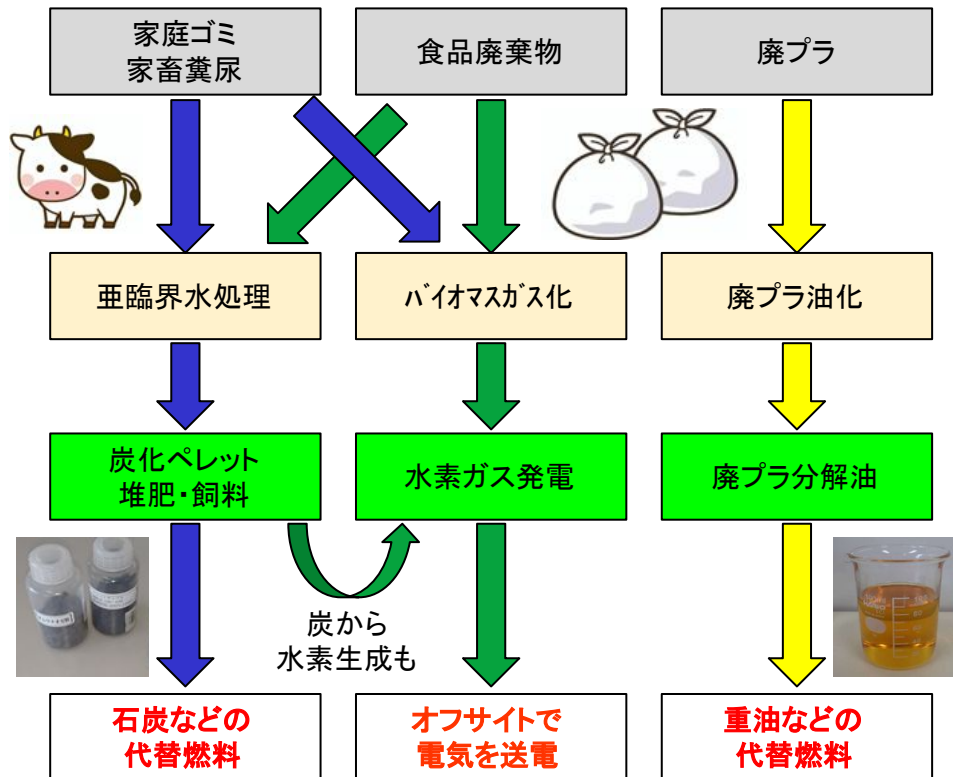 家庭ゴミ
家畜糞尿
食品廃棄物
廃プラ
亜臨界水処理
ﾊﾞｲｵﾏｽｶﾞｽ化
廃プラ油化
炭化ペレット
堆肥・飼料
水素ガス発電
廃プラ分解油
炭から
水素生成も
石炭などの
代替燃料
オフサイトで
電気を送電
重油などの
代替燃料